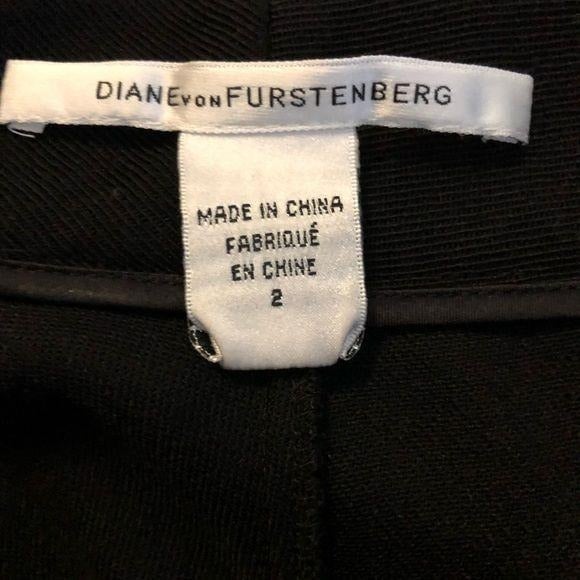 DIANE VON FURSTENBERG
MADE IN CHINA
FABRIQUÉ
EN CHINE
2